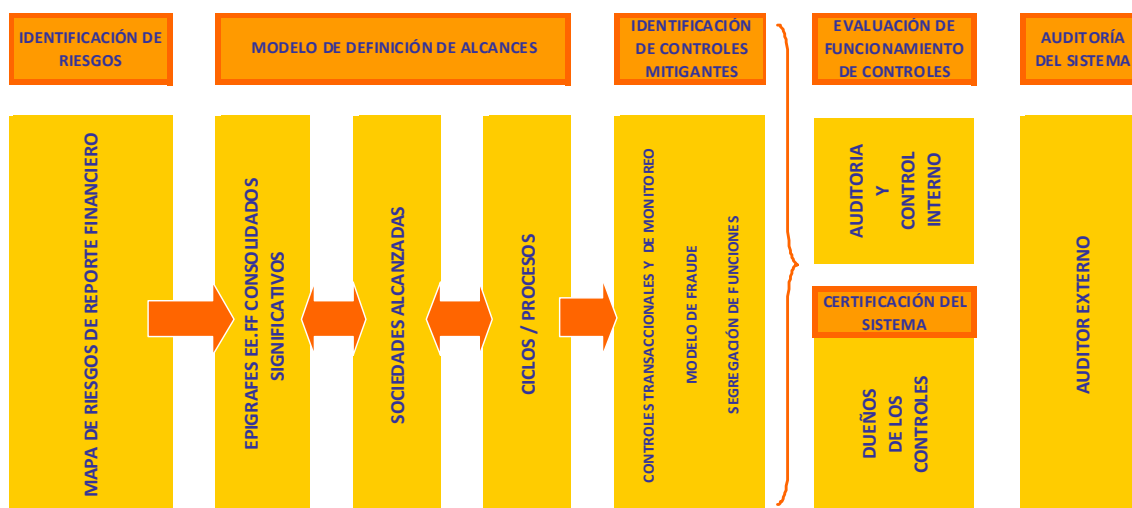 IDENTIFICACIÓN DE
RIESGOS
MODELO DE DEFINICIÓN DE ALCANCES
IDENTIFICACIÓN
DE CONTROLES
MITIGANTES
EVALUACIÓN DE
FUNCIONAMIENTO
DE CONTROLES
AUDITORÍA
DEL SISTEMA
MAPA DE RIESGOS DE REPORTE FINANCIERO
EPIGRAFES EE.FF CONSOLIDADOS
SIGNIFICATIVOS
SOCIEDADES ALCANZADAS
CICLOS / PROCESOS
CONTROLES TRANSACCIONALES Y DE MONITOREO
MODELO DE FRAUDE
SEGREGACIÓN DE FUNCIONES
AUDITORIA
Y
CONTROL
INTERNO
CERTIFICACIÓN DEL
SISTEMA
DUEÑOS
DE LOS
CONTROLES
AUDITOR EXTERNO